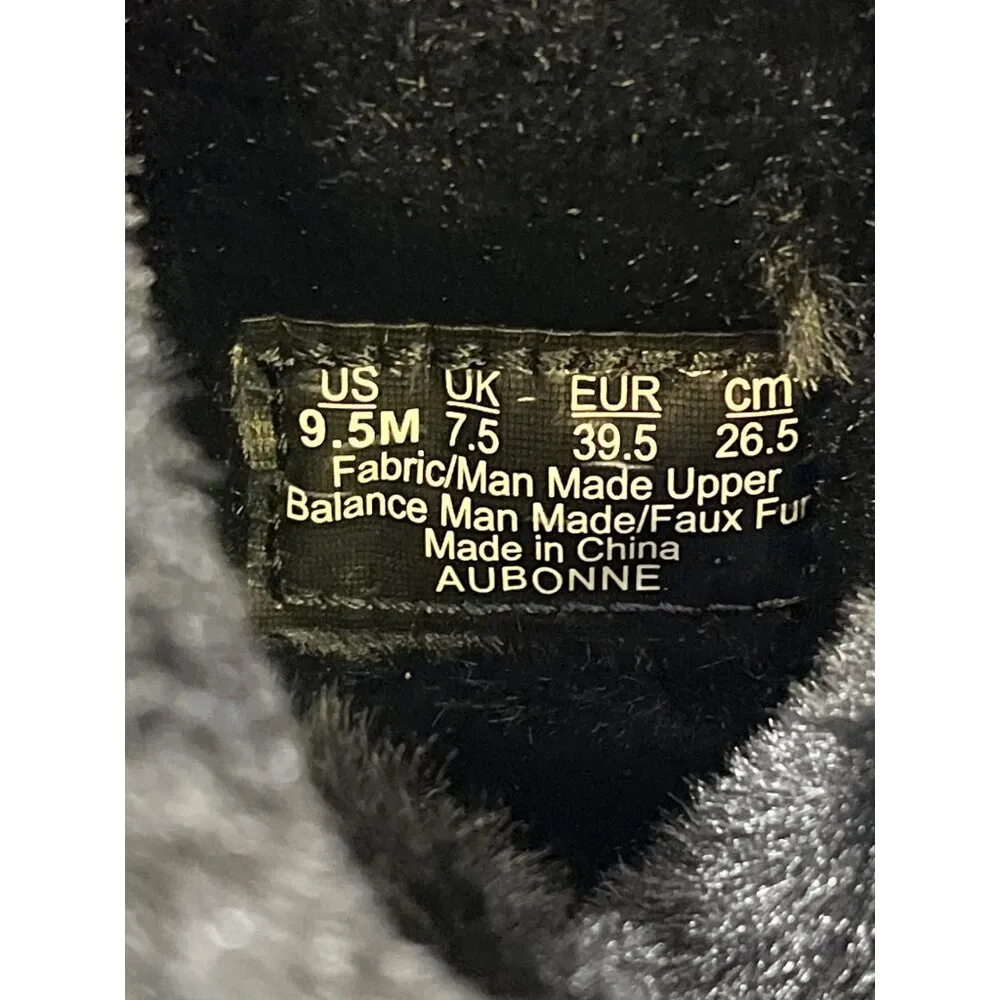 US UK EUR cm
9.5M 7.5 39.5 26.5
Fabric/Man Made Upper
Balance Man Made/Faux Fur
Made in China
AUBONNE